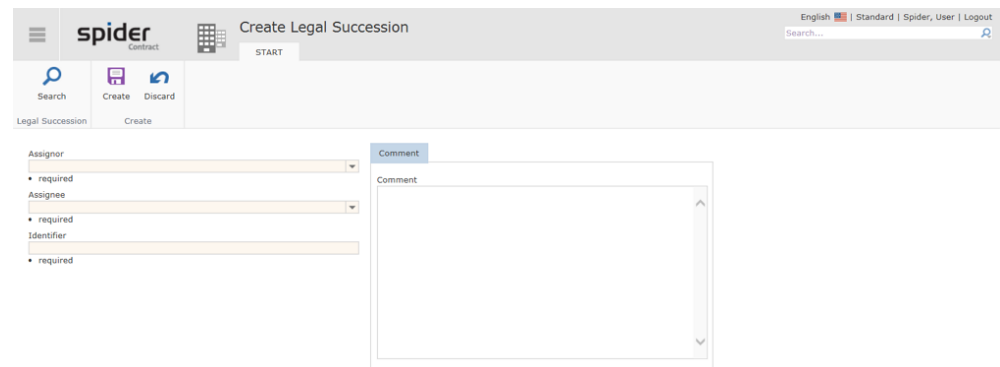 English | Standard | Spider, User | Logout
spider
Contract
Create Legal Succession
Search...
START
Search
Create
Discard
Legal Succession
Create
Assignor
• required
Assignee
• required
Identifier
• required
Comment
Comment